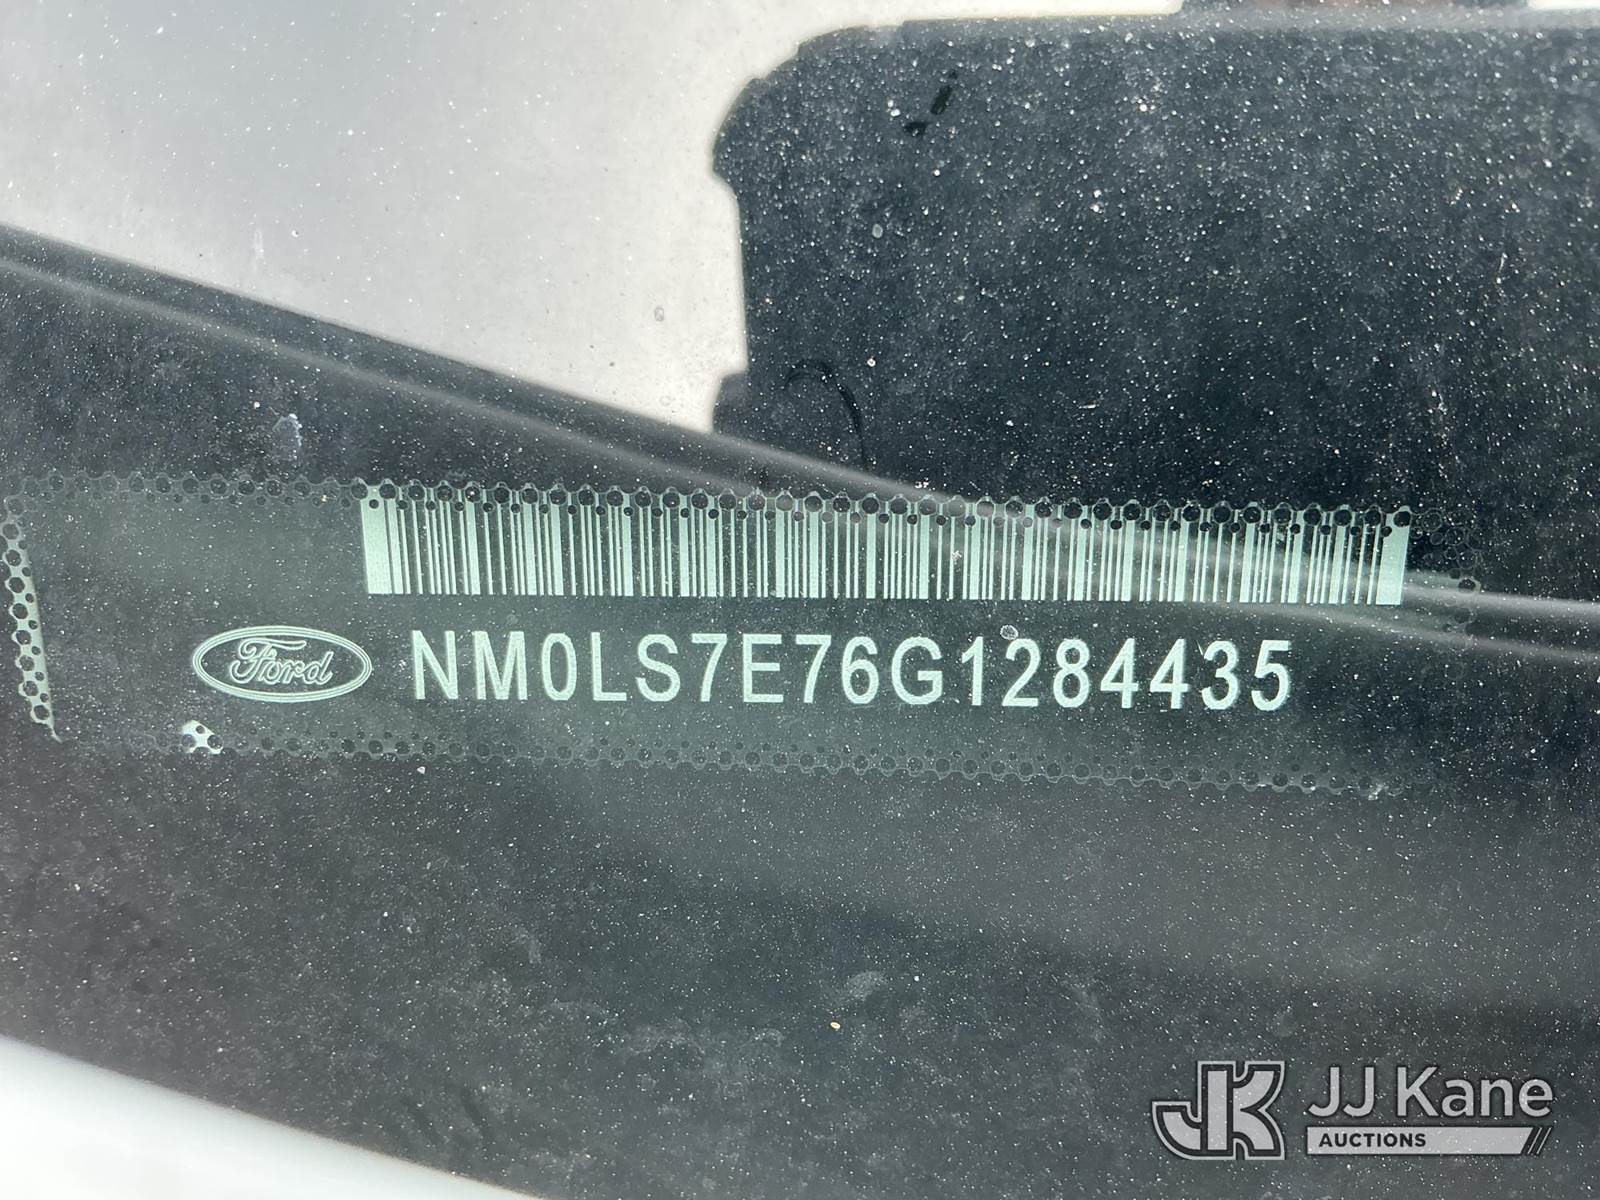 Ford NM0LS7E76G1284435
JK JJ Kane
AUCTIONS